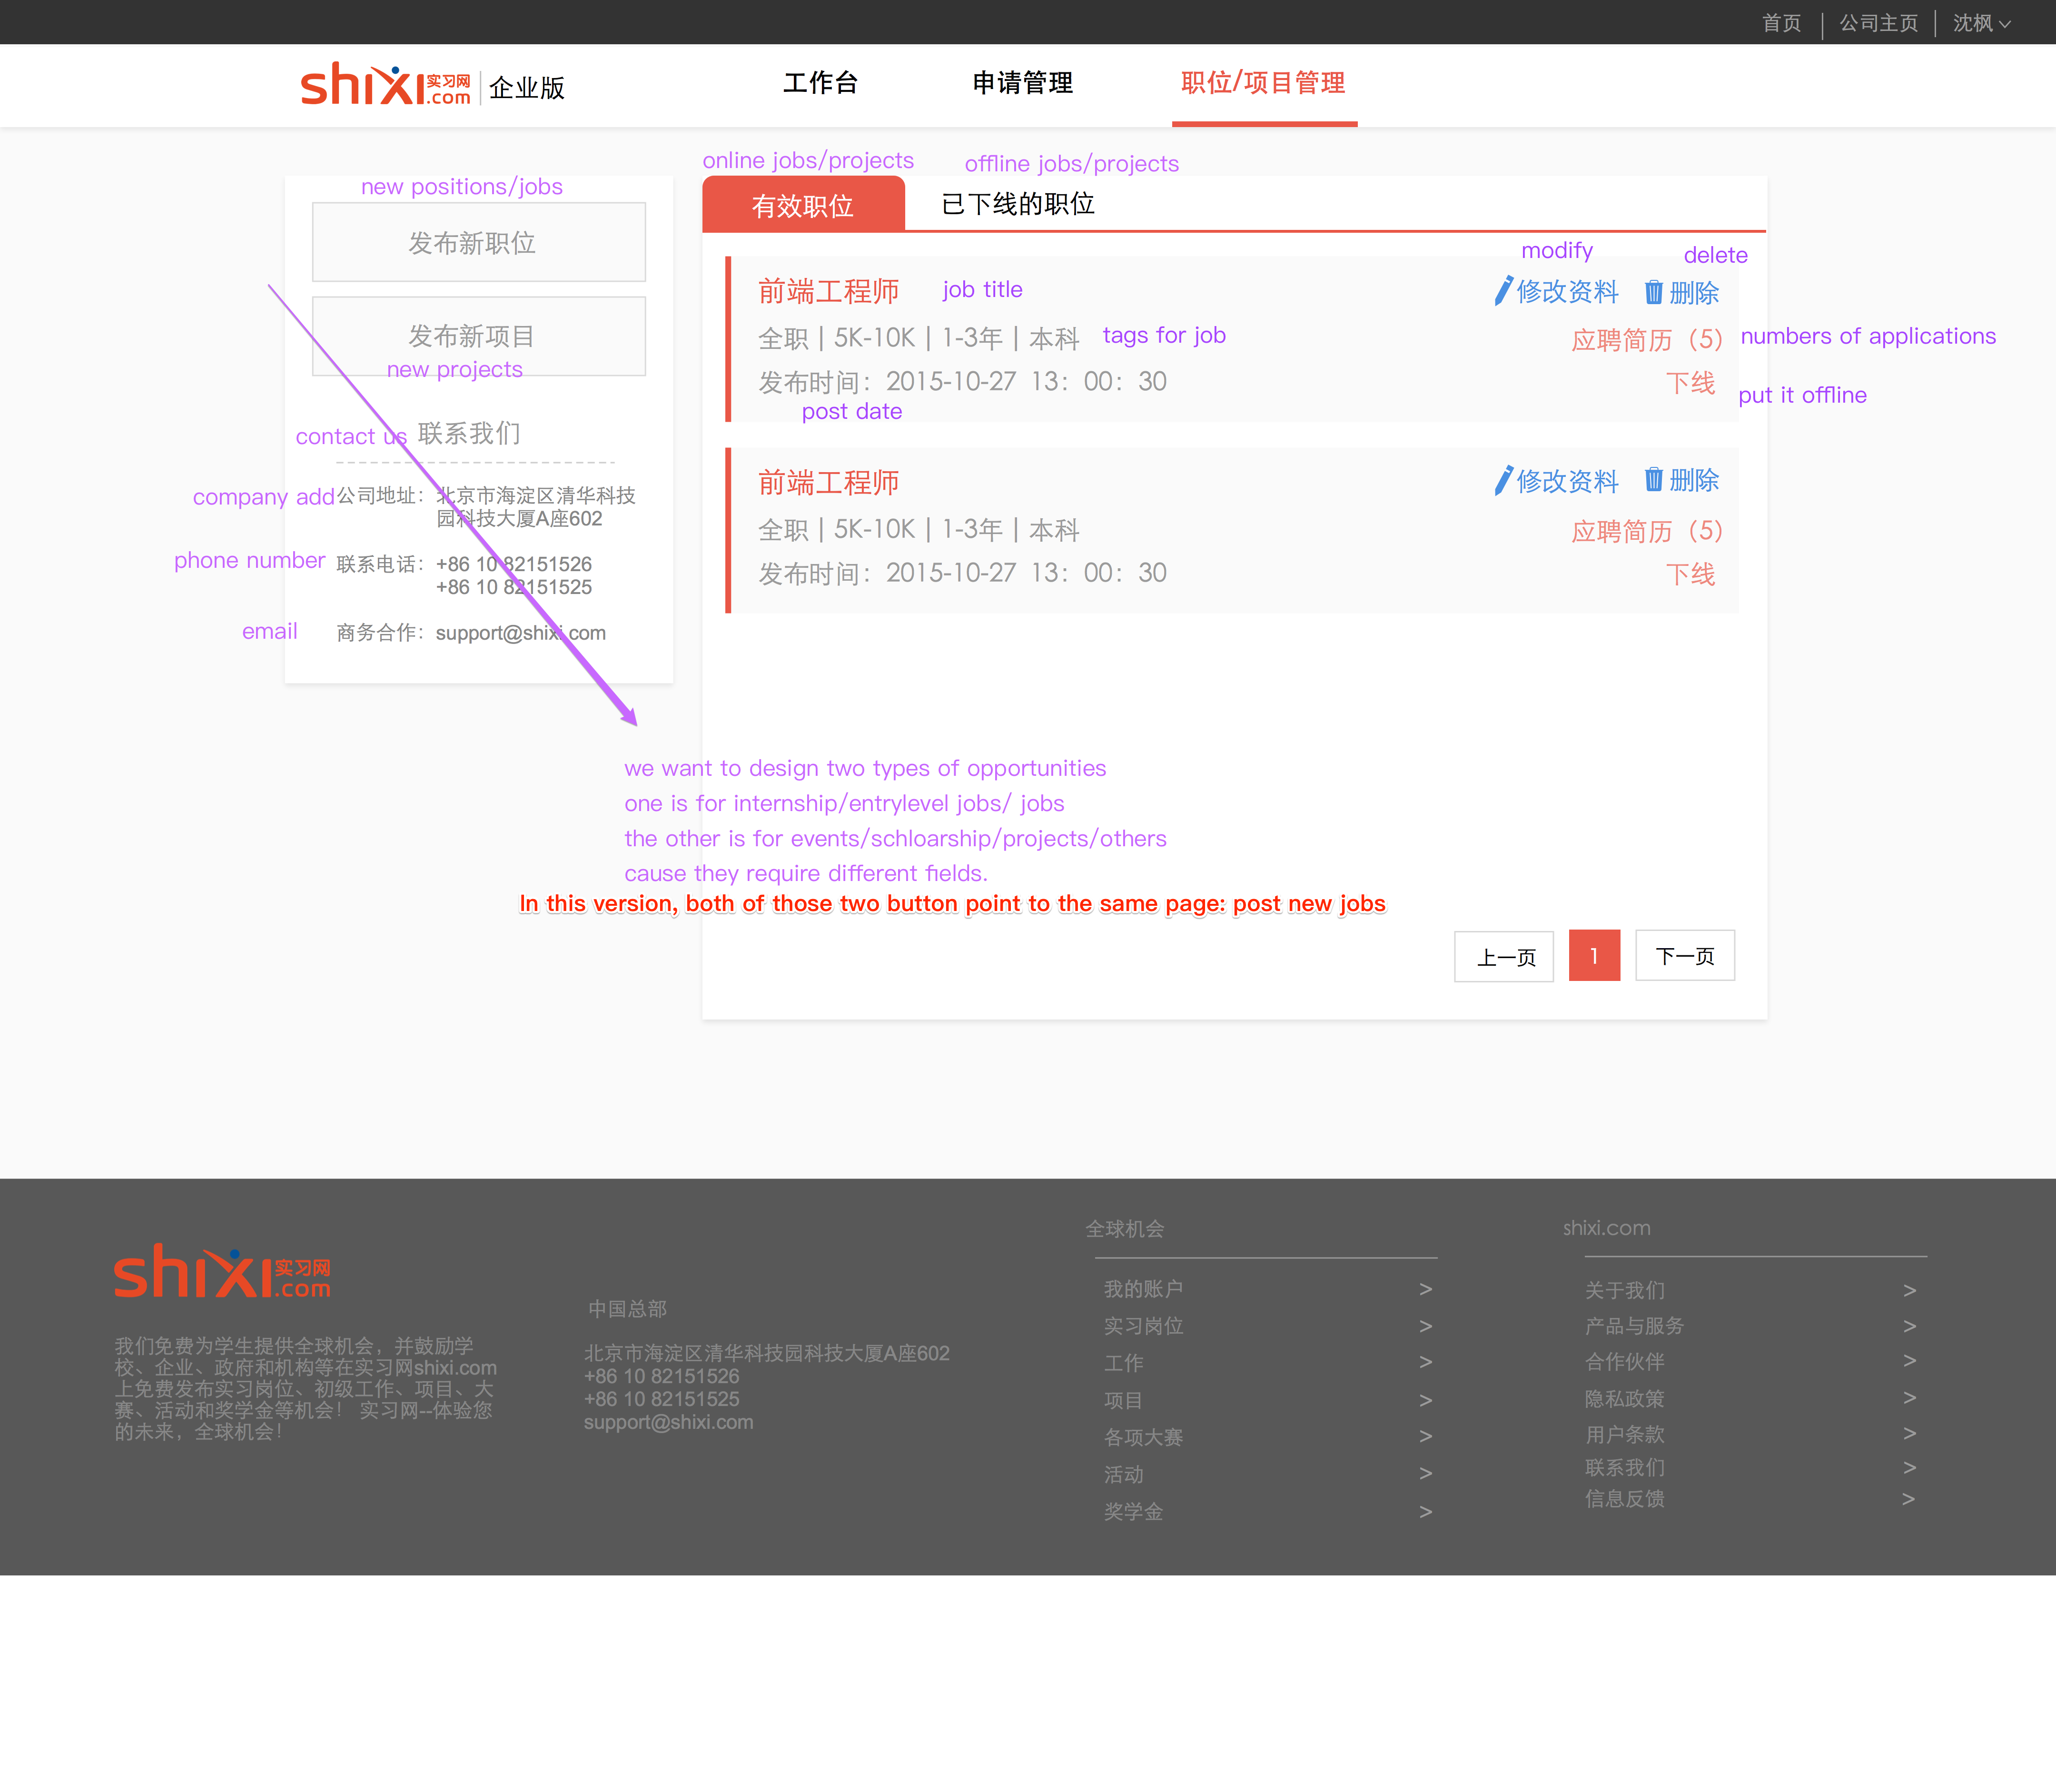 首页 | 公司主页 | 沈枫
shixi实习网.com | 企业版
工作台
申请管理
职位/项目管理
new positions/jobs
发布新职位
发布新项目
new projects
contact us 联系我们
company add 公司地址：北京市海淀区清华科技
园科技大厦A座602
phone number 联系电话：+86 10 82151526
+86 10 82151525
email 商务合作：support@shixi.com
online jobs/projects
offline jobs/projects
有效职位
已下线的职位
modify
delete
前端工程师 job title
修改资料 删除
全职 | 5K-10K | 1-3年 | 本科 tags for job
应聘简历（5） numbers of applications
发布时间：2015-10-27 13：00：30
下线 put it offline
post date
前端工程师
修改资料 删除
全职 | 5K-10K | 1-3年 | 本科
应聘简历（5）
发布时间：2015-10-27 13：00：30
下线
we want to design two types of opportunities
one is for internship/entrylevel jobs/ jobs
the other is for events/schloarship/projects/others
cause they require different fields.
In this version, both of those two button point to the same page: post new jobs
上一页 1 下一页
shixi实习网.com
我们免费为学生提供全球机会，并鼓励学
校、企业、政府和机构等在实习网shixi.com
上免费发布实习岗位、初级工作、项目、大
赛、活动和奖学金等机会！ 实习网--体验您
的未来，全球机会！
中国总部
北京市海淀区清华科技园科技大厦A座602
+86 10 82151526
+86 10 82151525
support@shixi.com
全球机会
我的账户 >
实习岗位 >
工作 >
项目 >
各项大赛 >
活动 >
奖学金 >
shixi.com
关于我们 >
产品与服务 >
合作伙伴 >
隐私政策 >
用户条款 >
联系我们 >
信息反馈 >